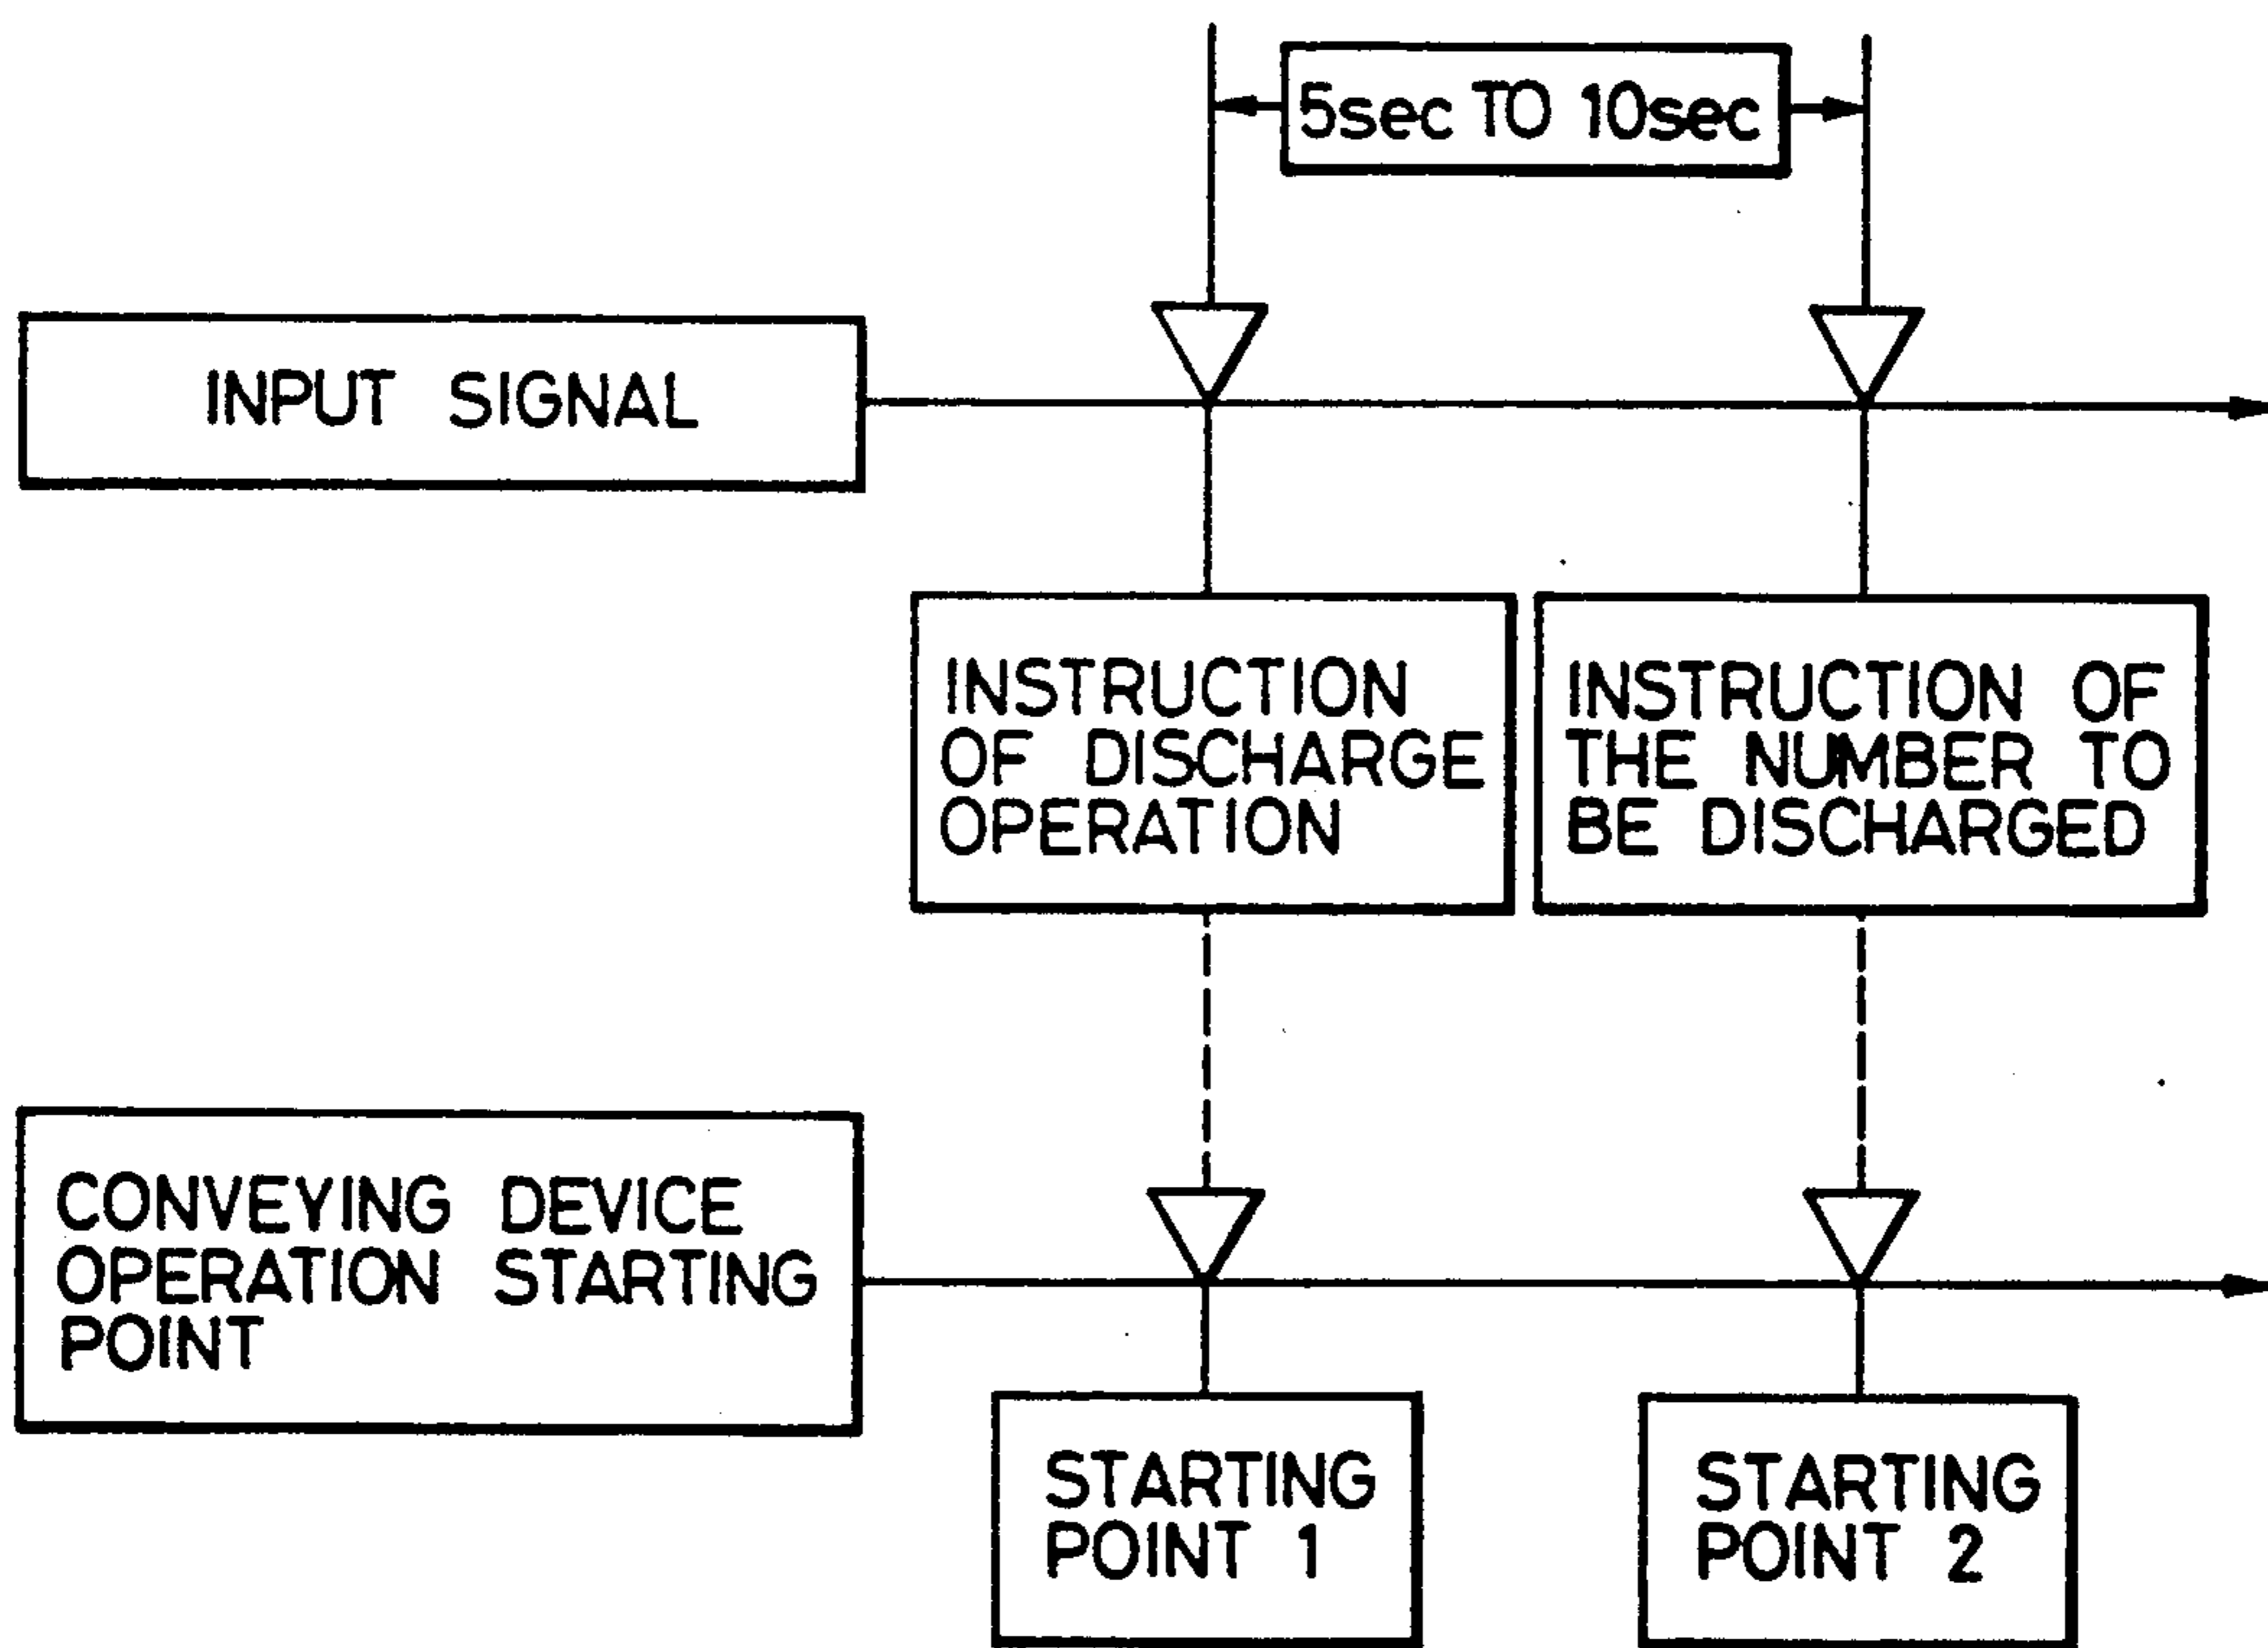 5sec TO 10sec
INPUT SIGNAL
INSTRUCTION
OF DISCHARGE
OPERATION
INSTRUCTION OF
THE NUMBER TO
BE DISCHARGED
CONVEYING DEVICE
OPERATION STARTING
POINT
STARTING
POINT 1
STARTING
POINT 2